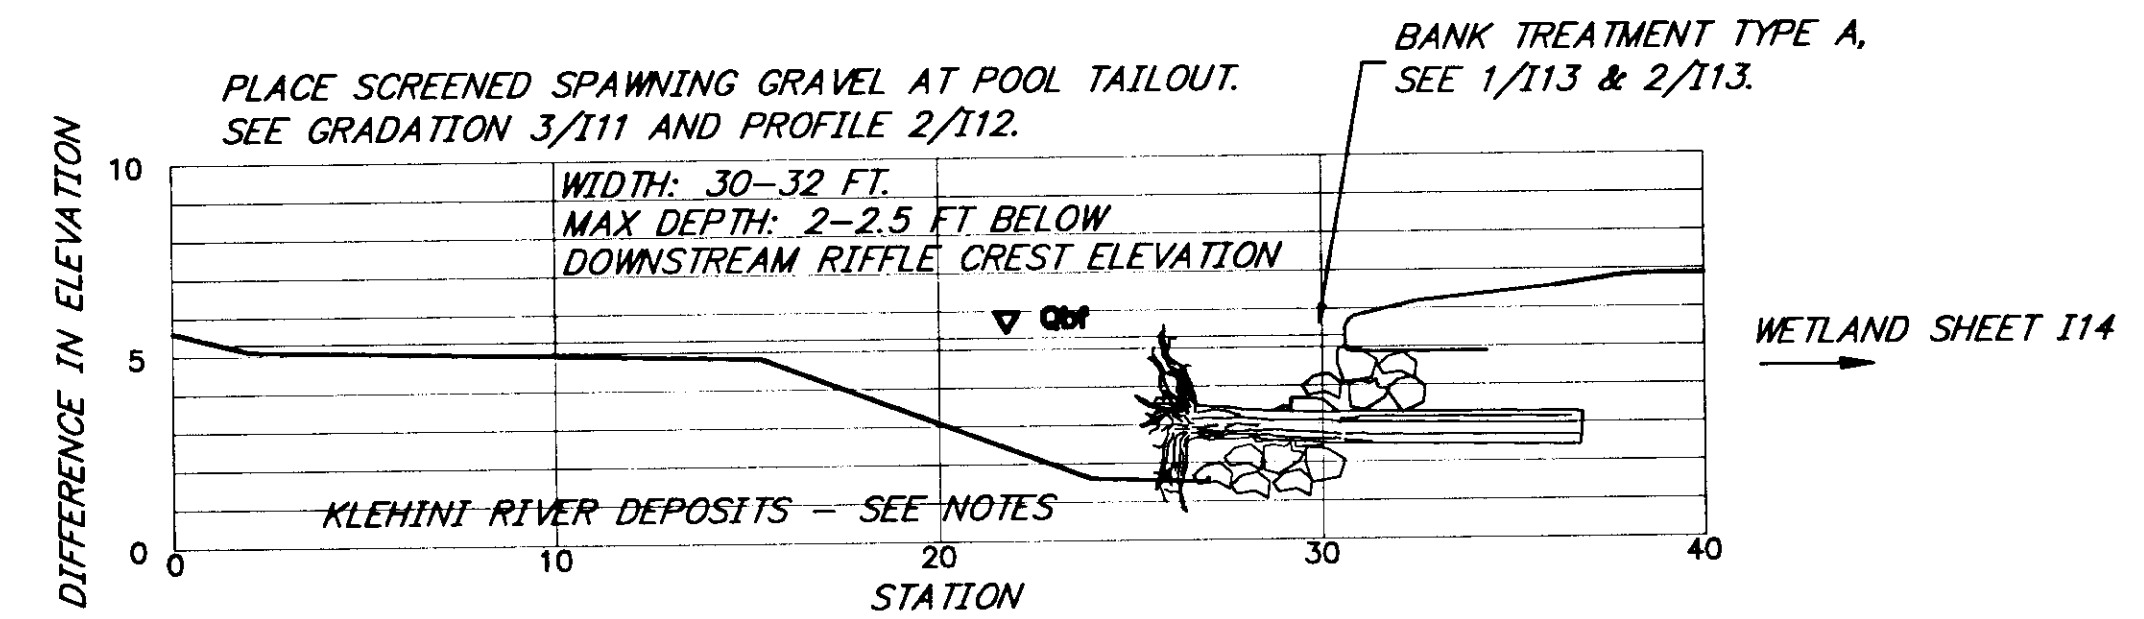 BANK TREATMENT TYPE A,
SEE 1/I13 & 2/I13.
PLACE SCREENED SPAWNING GRAVEL AT POOL TAILOUT.
SEE GRADATION 3/I11 AND PROFILE 2/I12.
DIFFERENCE IN ELEVATION
10
WIDTH: 30-32 FT.
MAX DEPTH: 2-2.5 FT BELOW
DOWNSTREAM RIFFLE CREST ELEVATION
Qbf
WETLAND SHEET I14
5
KLEHINI RIVER DEPOSITS - SEE NOTES
0
0 10 20 30 40
STATION